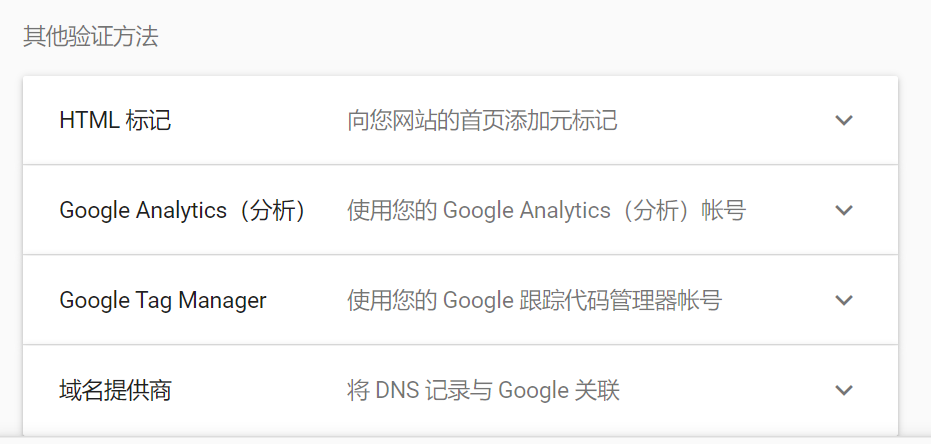 其他验证方法
HTML 标记 向您网站的首页添加元标记
Google Analytics（分析） 使用您的 Google Analytics（分析）帐号
Google Tag Manager 使用您的 Google 跟踪代码管理器帐号
域名提供商 将 DNS 记录与 Google 关联